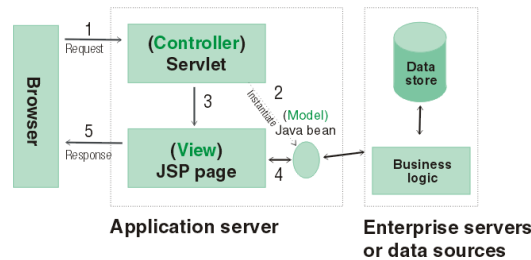 1
Request
(Controller)
Servlet
Browser
3
2
Instantiate
(Model)
Java bean
5
Response
(View)
JSP page
4
Data
store
Business
logic
Application server
Enterprise servers
or data sources